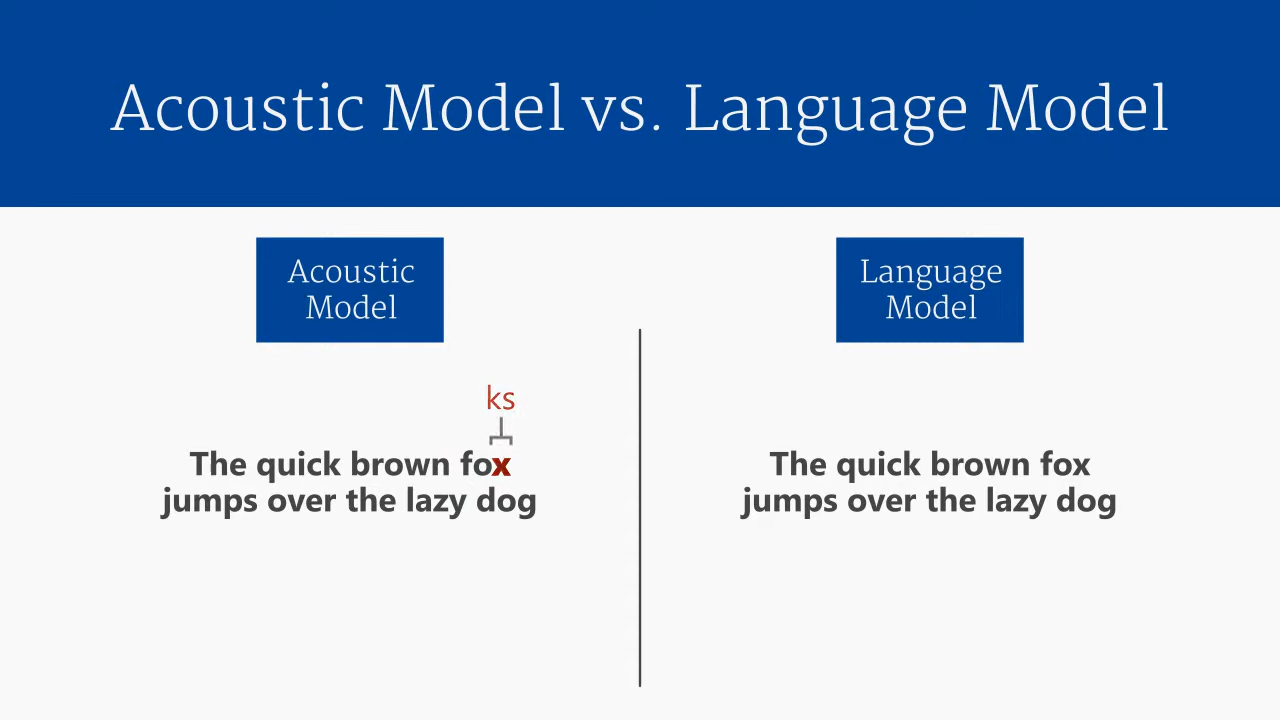 Acoustic Model vs. Language Model
Acoustic
Model
ks
The quick brown fox
jumps over the lazy dog
Language
Model
The quick brown fox
jumps over the lazy dog